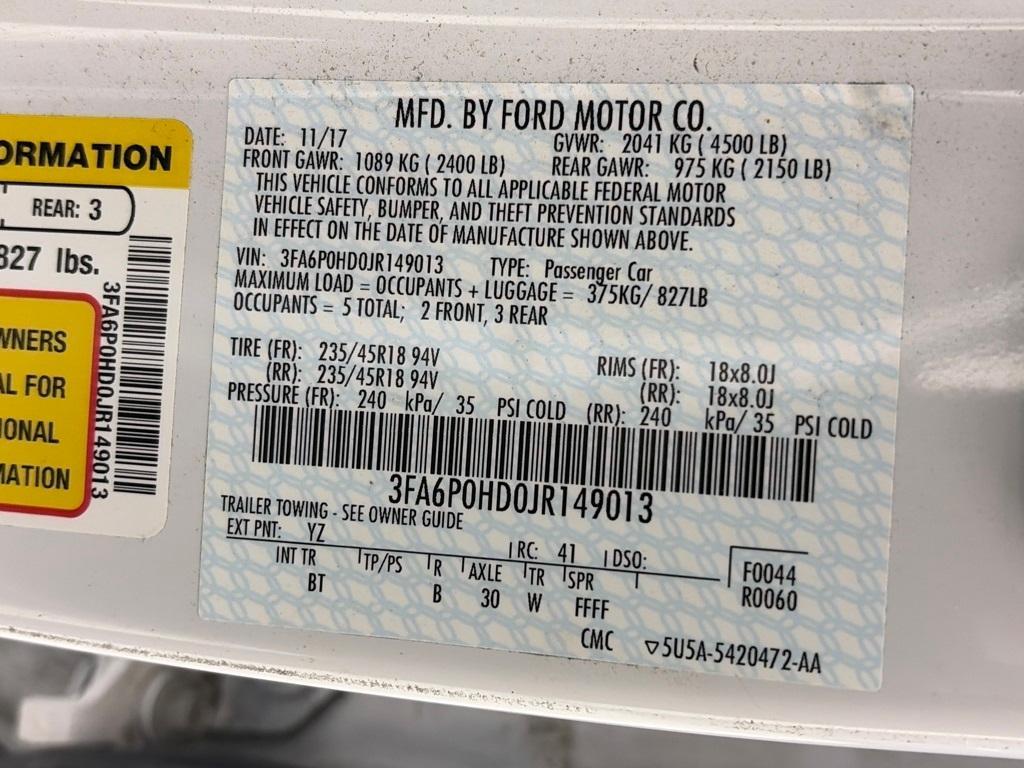 MFD. BY FORD MOTOR CO.
DATE: 11/17 GVWR: 2041 KG ( 4500 LB)
FRONT GAWR: 1089 KG ( 2400 LB) REAR GAWR: 975 KG ( 2150 LB)
THIS VEHICLE CONFORMS TO ALL APPLICABLE FEDERAL MOTOR
VEHICLE SAFETY, BUMPER, AND THEFT PREVENTION STANDARDS
IN EFFECT ON THE DATE OF MANUFACTURE SHOWN ABOVE.
VIN: 3FA6P0HD0JR149013 TYPE: Passenger Car
MAXIMUM LOAD = OCCUPANTS + LUGGAGE = 375KG/ 827LB
OCCUPANTS = 5 TOTAL; 2 FRONT, 3 REAR
TIRE (FR): 235/45R18 94V RIMS (FR): 18x8.0J
(RR): 235/45R18 94V (RR): 18x8.0J
PRESSURE (FR): 240 kPa/ 35 PSI COLD (RR): 240 kPa/ 35 PSI COLD
3FA6P0HD0JR149013
TRAILER TOWING - SEE OWNER GUIDE
EXT PNT: YZ RC: 41 DSO:
INT TR TP/PS R AXLE TR SPR F0044
BT B 30 W FFFF R0060
CMC ▽5U5A-5420472-AA
ORMATION
REAR: 3
827 lbs.
WNERS
AL FOR
IONAL
MATION
3FA6P0HD0JR149013